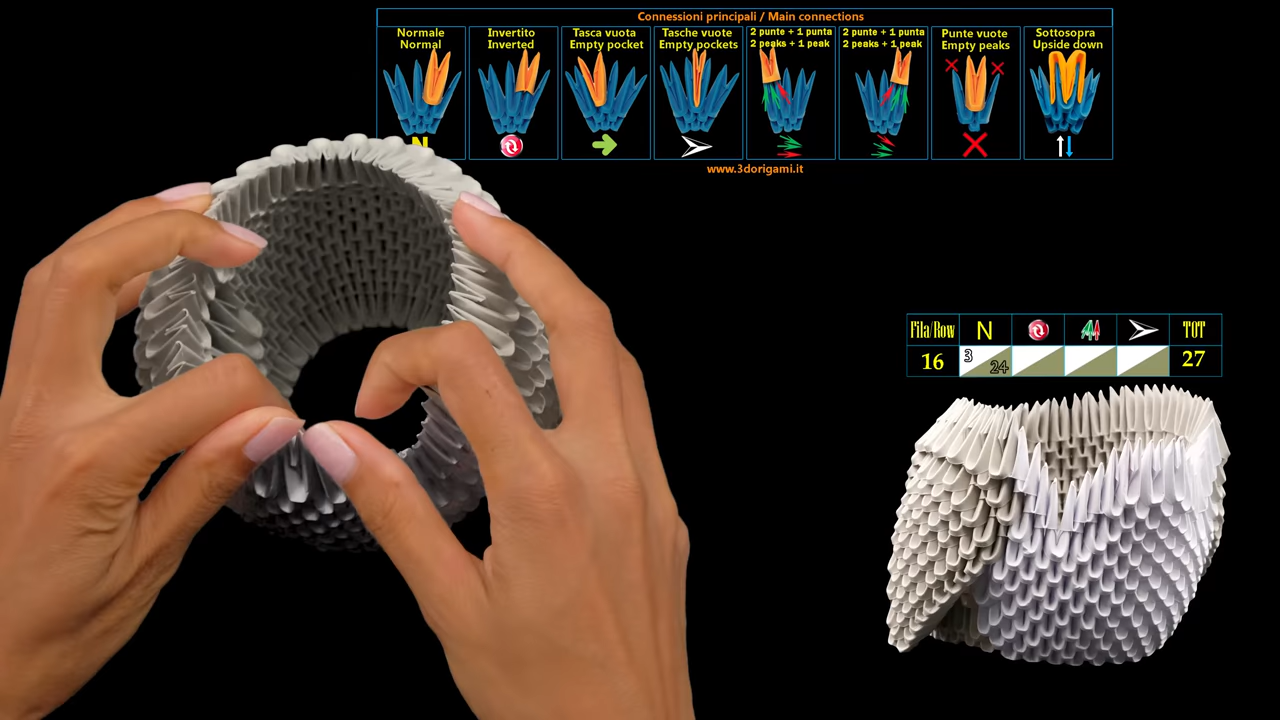 Connessioni principali / Main connections
Normale
Normal
N
Invertito
Inverted
Tasca vuota
Empty pocket
Tasche vuote
Empty pockets
2 punte + 1 punta
2 peaks + 1 peak
2 punte + 1 punta
2 peaks + 1 peak
Punte vuote
Empty peaks
Sottosopra
Upside down
www.3dorigami.it
Fila/Row N TOT
16 3 24 27